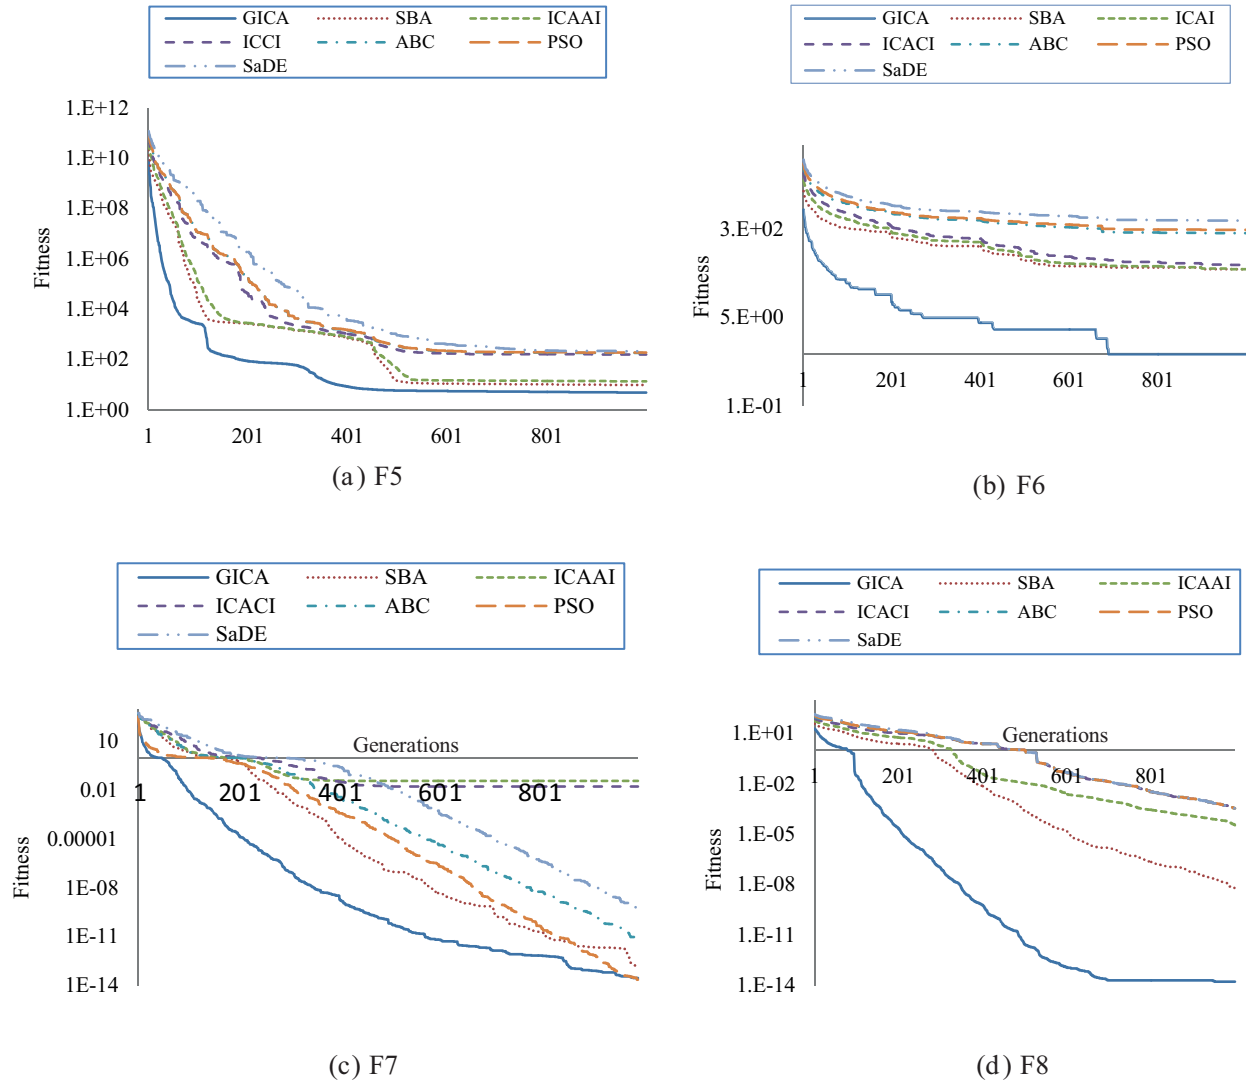 GICA SBA ICAAI
ICCI ABC PSO
SaDE
1.E+12
1.E+10
1.E+08
1.E+06
1.E+04
1.E+02
1.E+00
Fitness
1 201 401 601 801
(a) F5
GICA SBA ICAI
ICACI ABC PSO
SaDE
3.E+02
5.E+00
1.E-01
Fitness
1 201 401 601 801
(b) F6
GICA SBA ICAAI
ICACI ABC PSO
SaDE
10
0.01
0.00001
1E-08
1E-11
1E-14
Fitness
Generations
1 201 401 601 801
(c) F7
GICA SBA ICAAI
ICACI ABC PSO
SaDE
1.E+01
1.E-02
1.E-05
1.E-08
1.E-11
1.E-14
Fitness
Generations
1 201 401 601 801
(d) F8